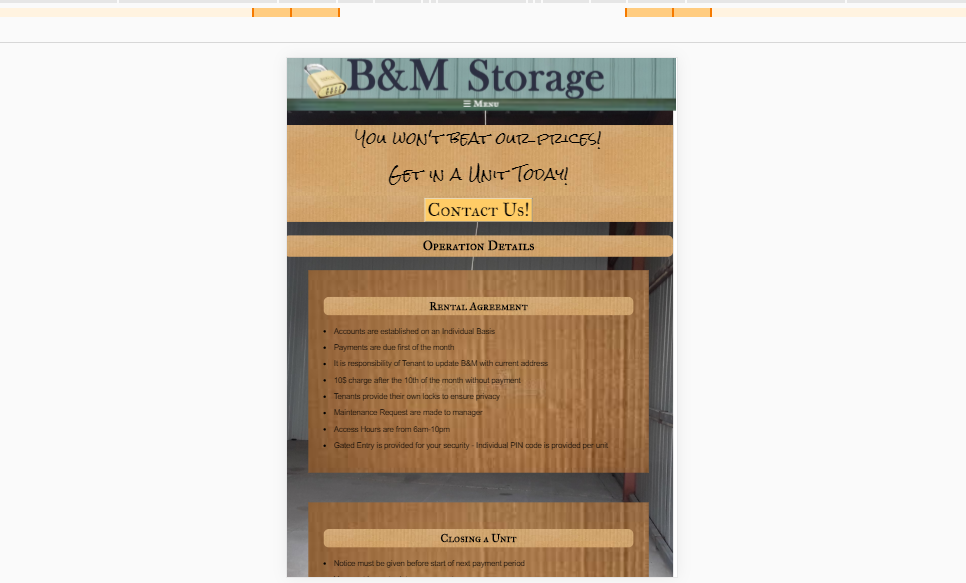 B&M Storage
☰ Menu
You won't beat our prices!
Get in a Unit Today!
Contact Us!
Operation Details
Rental Agreement
• Accounts are established on an Individual Basis
• Payments are due first of the month
• It is responsibility of Tenant to update B&M with current address
• 10$ charge after the 10th of the month without payment
• Tenants provide their own locks to ensure privacy
• Maintenance Request are made to manager
• Access Hours are from 6am-10pm
• Gated Entry is provided for your security - Individual PIN code is provided per unit
Closing a Unit
• Notice must be given before start of next payment period